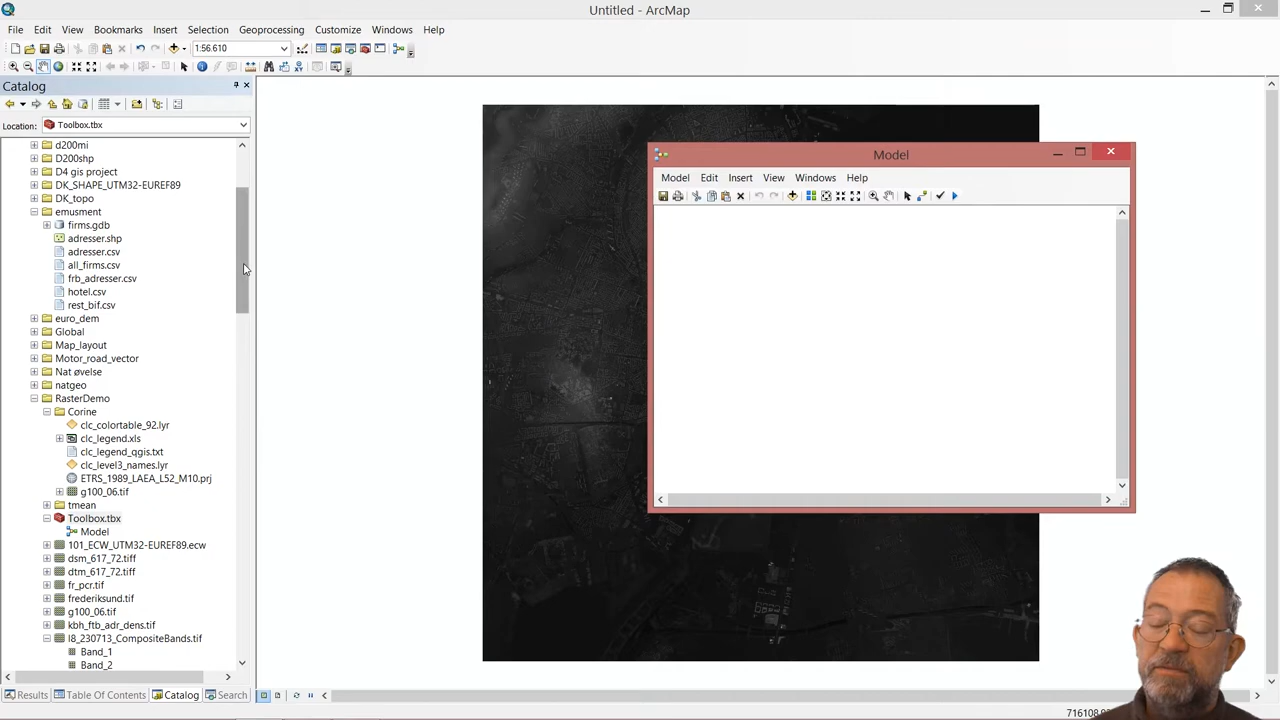 Untitled - ArcMap
File Edit View Bookmarks Insert Selection Geoprocessing Customize Windows Help
1:56.610
Catalog
Location: Toolbox.tbx
d200mi
D200shp
D4 gis project
DK_SHAPE_UTM32-EUREF89
DK_topo
emusment
firms.gdb
adresser.shp
adresser.csv
all_firms.csv
frb_adresser.csv
hotel.csv
rest_bif.csv
euro_dem
Global
Map_layout
Motor_road_vector
Nat øvelse
natgeo
RasterDemo
Corine
clc_colortable_92.lyr
clc_legend.xls
clc_legend_qgis.txt
clc_level3_names.lyr
ETRS_1989_LAEA_L52_M10.prj
g100_06.tif
tmean
Toolbox.tbx
Model
101_ECW_UTM32-EUREF89.ecw
dsm_617_72.tiff
dtm_617_72.tiff
fr_pcr.tif
frederiksund.tif
g100_06.tif
kbh_ftb_adr_dens.tif
l8_230713_CompositeBands.tif
Band_1
Band_2
Results Table Of Contents Catalog Search
Model
Model Edit Insert View Windows Help